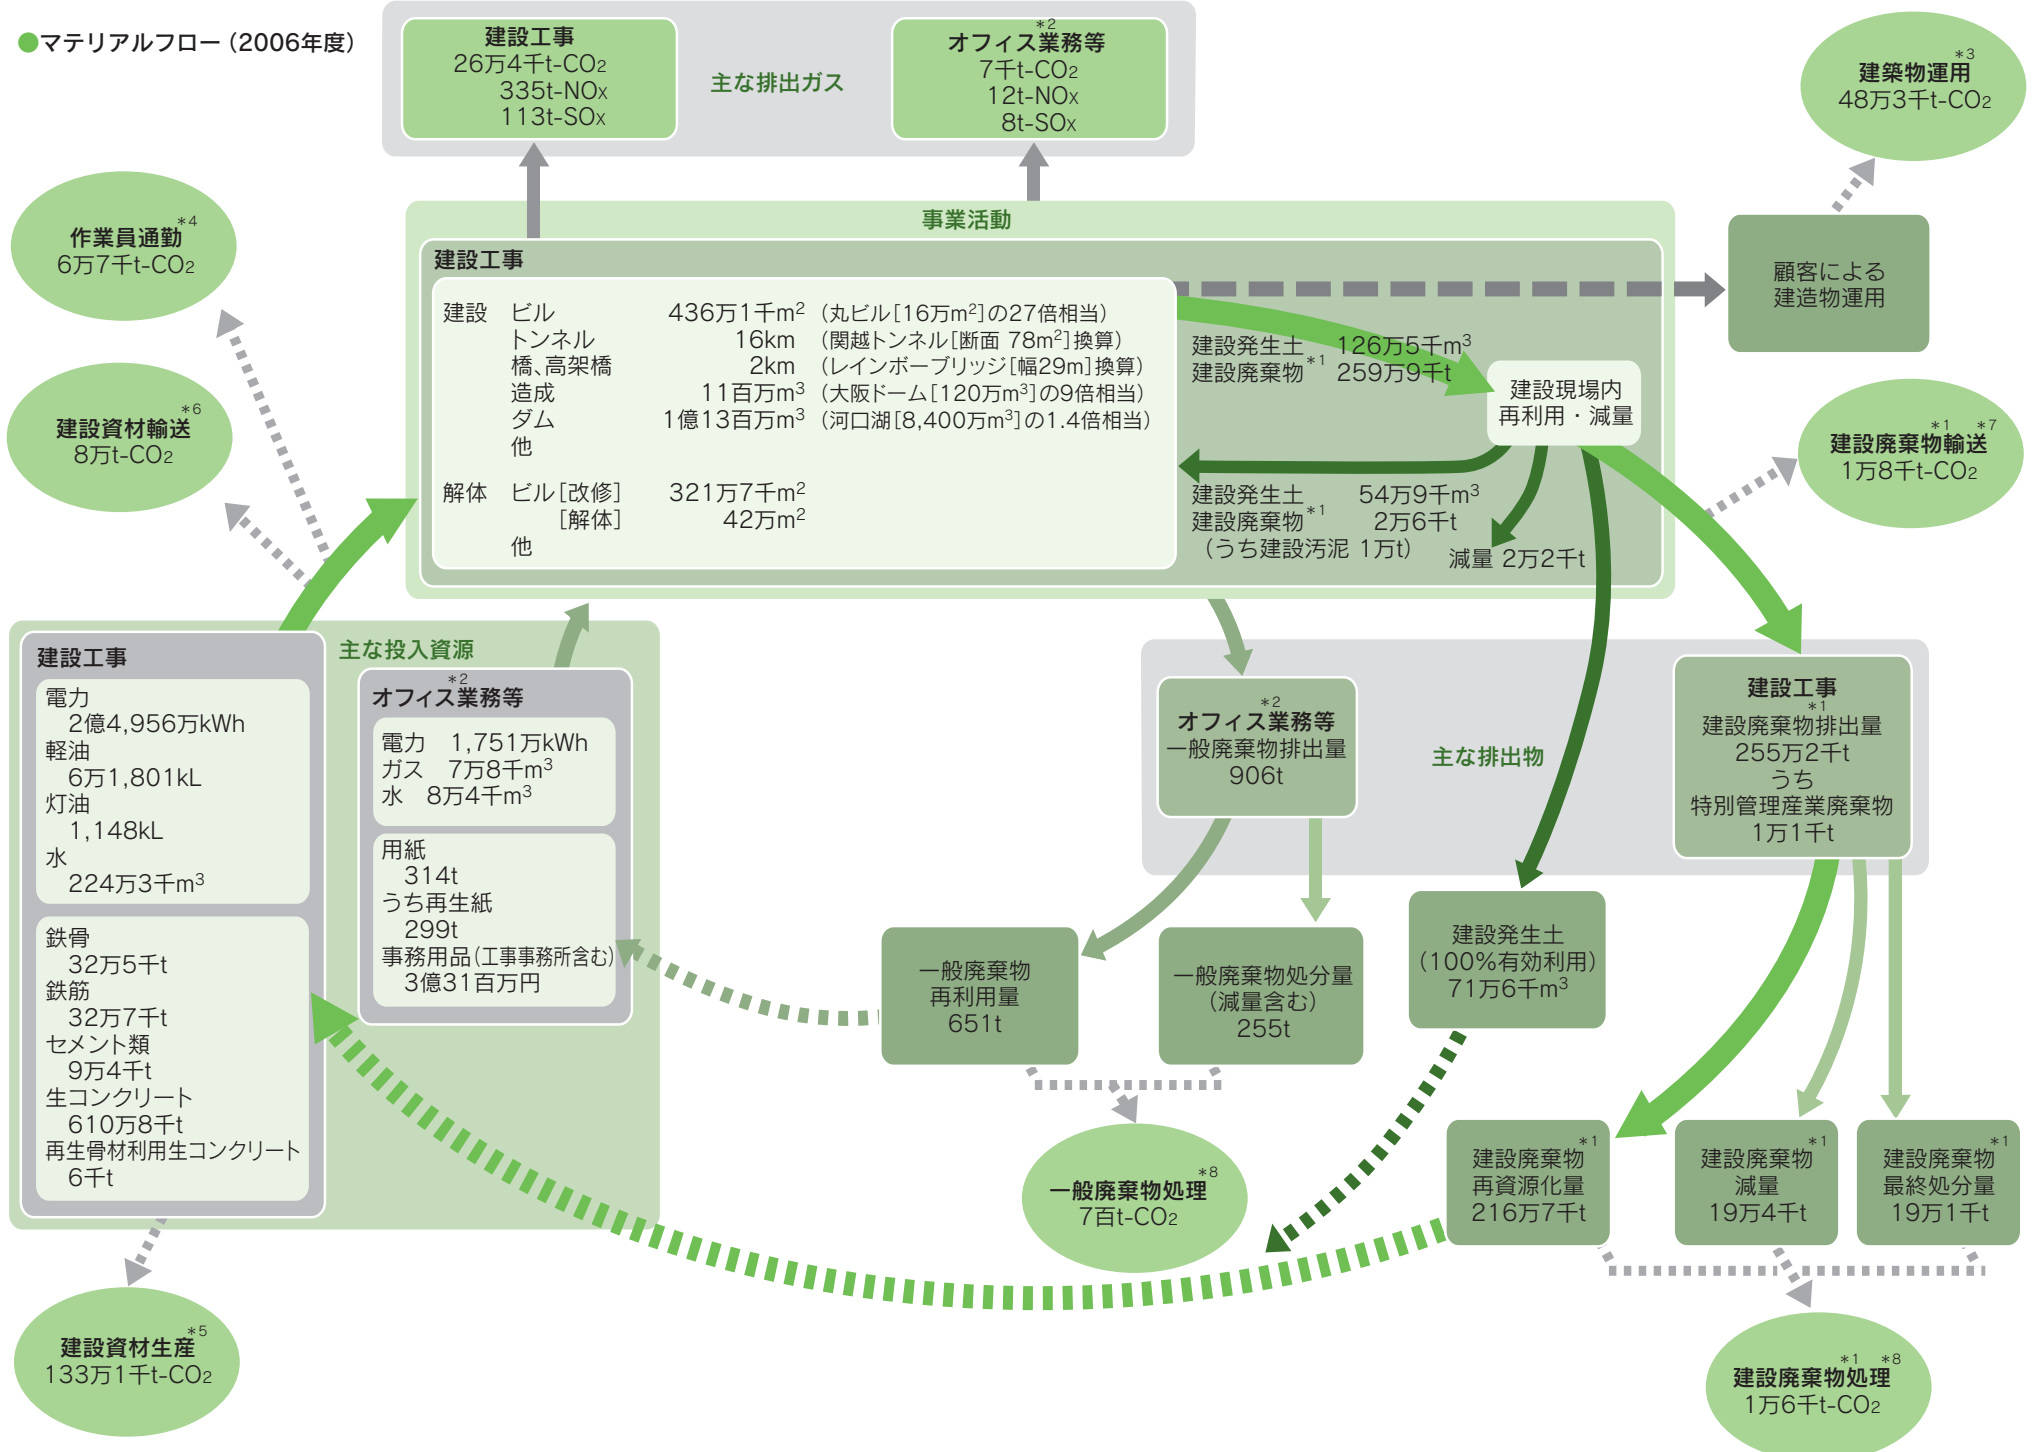 ●マテリアルフロー（2006年度）
建設工事
26万4千t-CO2
335t-NOX
113t-SOX
主な排出ガス
オフィス業務等*2
7千t-CO2
12t-NOX
8t-SOX
建築物運用*3
48万3千t-CO2
作業員通勤*4
6万7千t-CO2
建設資材輸送*6
8万t-CO2
事業活動
建設工事
建設 ビル 436万1千m2（丸ビル［16万m2］の27倍相当）
トンネル 16km（関越トンネル［断面 78m2］換算）
橋、高架橋 2km（レインボーブリッジ［幅29m］換算）
造成 11百万m3（大阪ドーム［120万m3］の9倍相当）
ダム 1億13百万m3（河口湖［8,400万m3］の1.4倍相当）
他
解体 ビル［改修］ 321万7千m2
［解体］ 42万m2
他
建設発生土 126万5千m3
建設廃棄物*1 259万9千t
建設現場内
再利用・減量
建設発生土 54万9千m3
建設廃棄物*1 2万6千t
（うち建設汚泥 1万t）
減量 2万2千t
顧客による
建造物運用
建設廃棄物輸送*1 *7
1万8千t-CO2
主な投入資源
建設工事
電力
2億4,956万kWh
軽油
6万1,801kL
灯油
1,148kL
水
224万3千m3
鉄骨
32万5千t
鉄筋
32万7千t
セメント類
9万4千t
生コンクリート
610万8千t
再生骨材利用生コンクリート
6千t
オフィス業務等*2
電力 1,751万kWh
ガス 7万8千m3
水 8万4千m3
用紙
314t
うち再生紙
299t
事務用品（工事事務所含む）
3億31百万円
主な排出物
オフィス業務等*2
一般廃棄物排出量
906t
建設工事
建設廃棄物排出量*1
255万2千t
うち
特別管理産業廃棄物
1万1千t
一般廃棄物
再利用量
651t
一般廃棄物処分量
（減量含む）
255t
建設発生土
（100%有効利用）
71万6千m3
一般廃棄物処理*8
7百t-CO2
建設廃棄物*1
再資源化量
216万7千t
建設廃棄物*1
減量
19万4千t
建設廃棄物*1
最終処分量
19万1千t
建設資材生産*5
133万1千t-CO2
建設廃棄物処理*1 *8
1万6千t-CO2